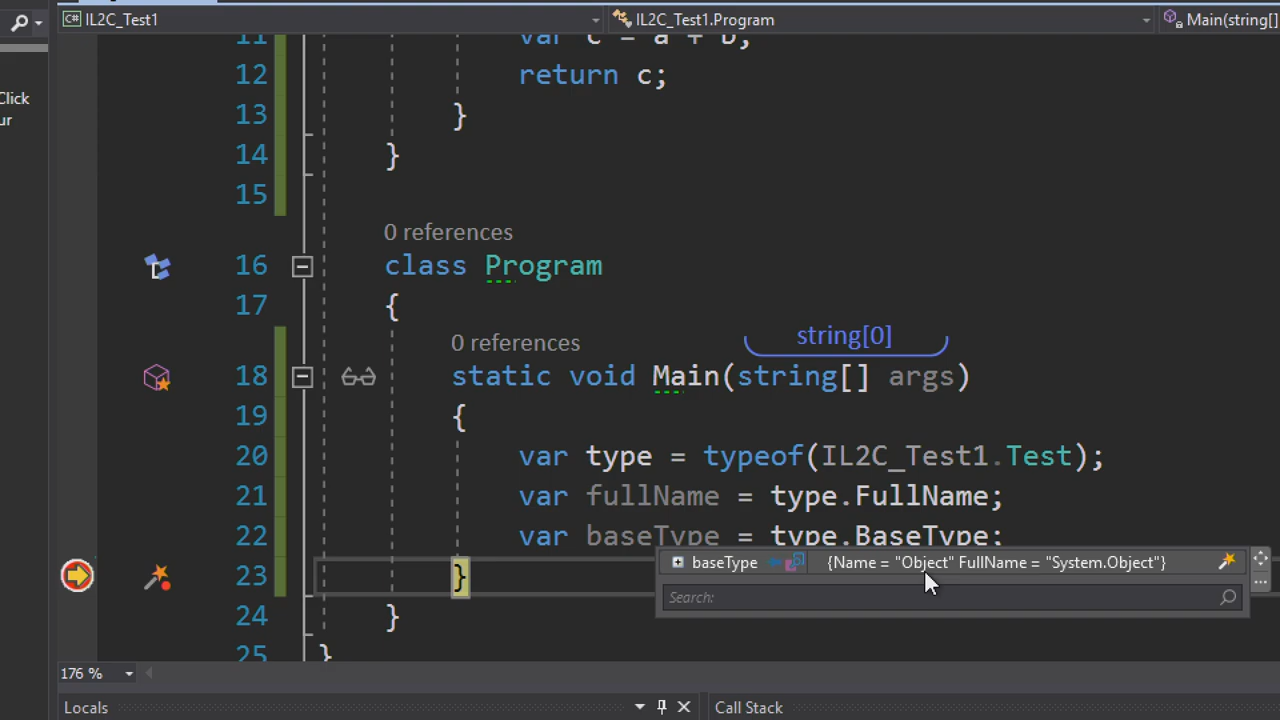 IL2C_Test1 IL2C_Test1.Program Main(string[]
11 var c = a + b;
Click
12 return c;
ur
13 }
14 }
15
0 references
16 class Program
17 {
string[0]
0 references
18 static void Main(string[] args)
19 {
20 var type = typeof(IL2C_Test1.Test);
21 var fullName = type.FullName;
22 var baseType = type.BaseType;
baseType {Name = "Object" FullName = "System.Object"}
23 }
Search:
24 }
25 }
176 %
Locals Call Stack